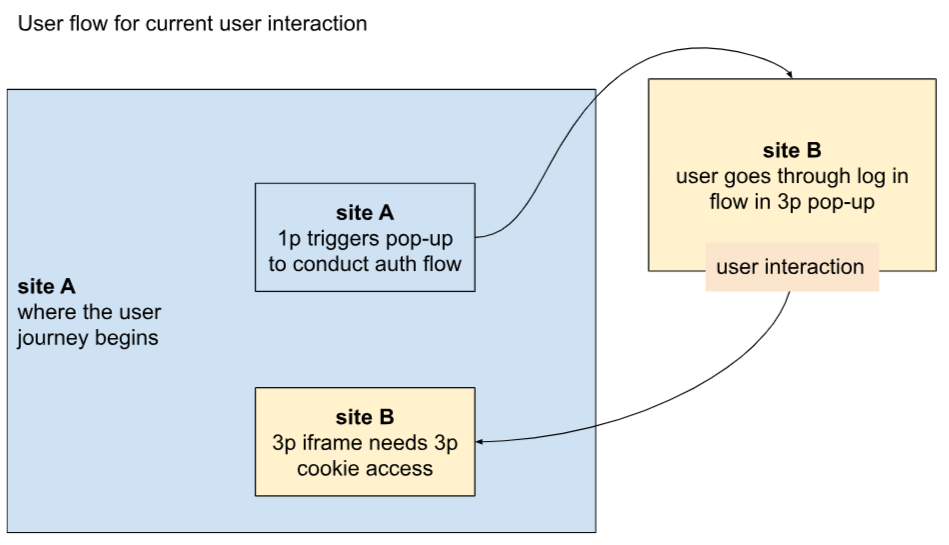 User flow for current user interaction
site A
where the user
journey begins
site A
1p triggers pop-up
to conduct auth flow
site B
user goes through log in
flow in 3p pop-up
user interaction
site B
3p iframe needs 3p
cookie access